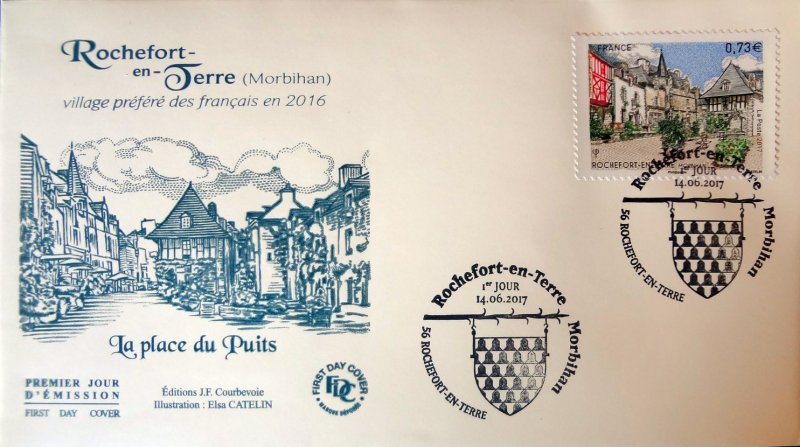 Rochefort-
en-Terre (Morbihan)
village préféré des français en 2016
La place du Puits
PREMIER JOUR
D'ÉMISSION
FIRST DAY COVER
Éditions J.F. Courbevoie
Illustration : Elsa CATELIN
FIRST DAY COVER
FDC
MARQUE DÉPOSÉE
FRANCE
0,73€
La Poste 2017
ROCHEFORT-EN-TERRE
Rochefort-en-Terre
1er JOUR
14.06.2017
Morbihan
56 ROCHEFORT-EN-TERRE
Rochefort-en-Terre
1er JOUR
14.06.2017
Morbihan
56 ROCHEFORT-EN-TERRE